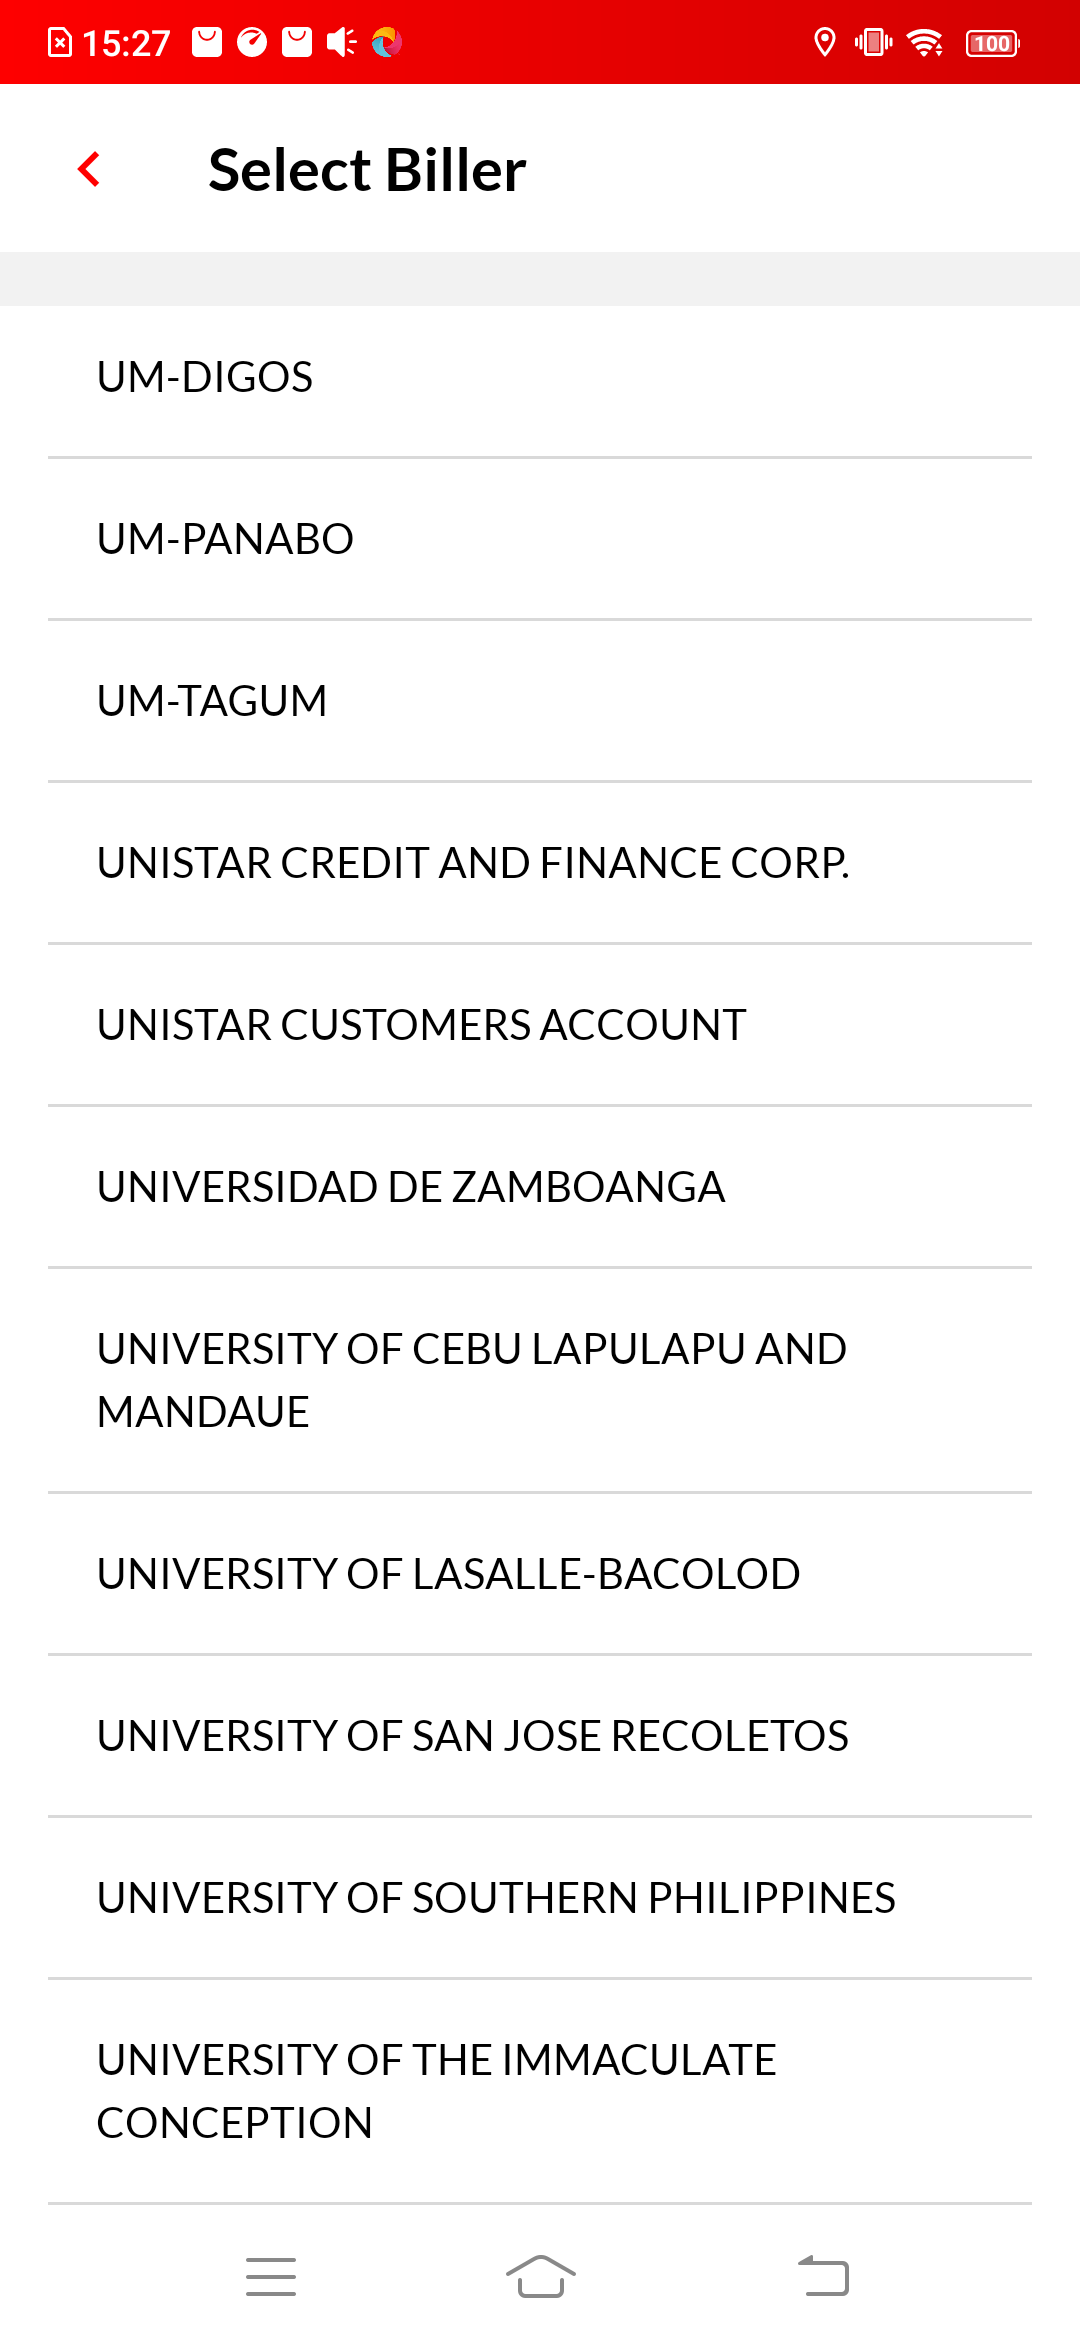 15:27
100
Select Biller
UM-DIGOS
UM-PANABO
UM-TAGUM
UNISTAR CREDIT AND FINANCE CORP.
UNISTAR CUSTOMERS ACCOUNT
UNIVERSIDAD DE ZAMBOANGA
UNIVERSITY OF CEBU LAPULAPU AND
MANDAUE
UNIVERSITY OF LASALLE-BACOLOD
UNIVERSITY OF SAN JOSE RECOLETOS
UNIVERSITY OF SOUTHERN PHILIPPINES
UNIVERSITY OF THE IMMACULATE
CONCEPTION